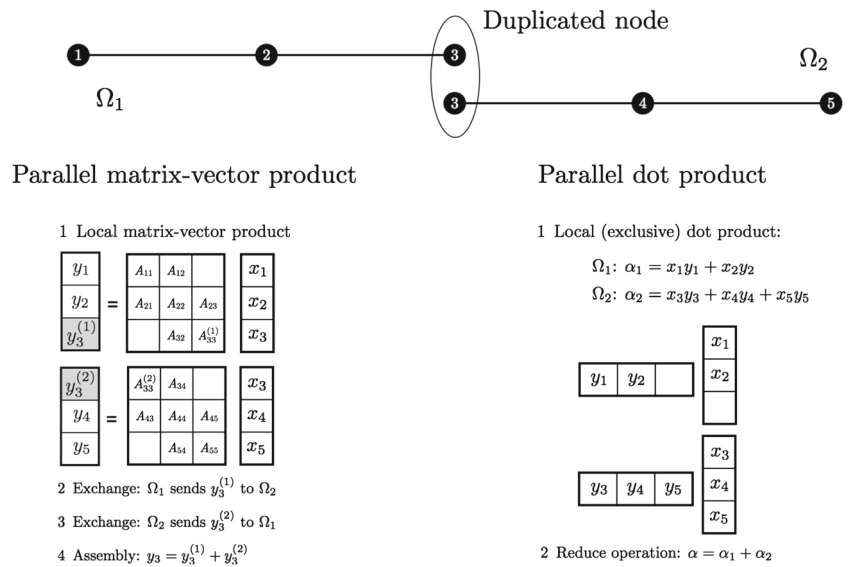 Duplicated node
1 2 3
Ω₂
Ω₁
3 4 5
Parallel matrix-vector product
1 Local matrix-vector product
y₁ A₁₁ A₁₂ x₁
y₂ = A₂₁ A₂₂ A₂₃ x₂
y₃⁽¹⁾ A₃₂ A₃₃⁽¹⁾ x₃
y₃⁽²⁾ A₃₃⁽²⁾ A₃₄ x₃
y₄ = A₄₃ A₄₄ A₄₅ x₄
y₅ A₅₄ A₅₅ x₅
2 Exchange: Ω₁ sends y₃⁽¹⁾ to Ω₂
3 Exchange: Ω₂ sends y₃⁽²⁾ to Ω₁
4 Assembly: y₃ = y₃⁽¹⁾ + y₃⁽²⁾
Parallel dot product
1 Local (exclusive) dot product:
Ω₁: α₁ = x₁y₁ + x₂y₂
Ω₂: α₂ = x₃y₃ + x₄y₄ + x₅y₅
x₁
y₁ y₂ x₂
x₃
y₃ y₄ y₅ x₄
x₅
2 Reduce operation: α = α₁ + α₂